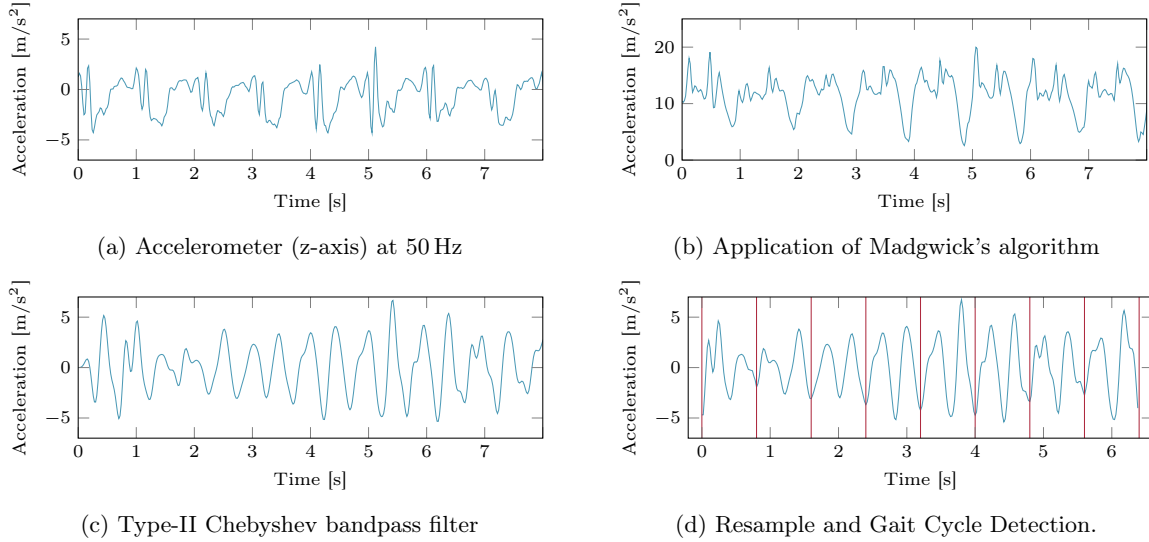 Acceleration [m/s²]
5
0
−5
0 1 2 3 4 5 6 7
Time [s]
(a) Accelerometer (z-axis) at 50 Hz
Acceleration [m/s²]
20
10
0
0 1 2 3 4 5 6 7
Time [s]
(b) Application of Madgwick's algorithm
Acceleration [m/s²]
5
0
−5
0 1 2 3 4 5 6 7
Time [s]
(c) Type-II Chebyshev bandpass filter
Acceleration [m/s²]
5
0
−5
0 1 2 3 4 5 6
Time [s]
(d) Resample and Gait Cycle Detection.